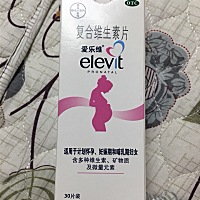 OTC
复合维生素片
爱乐维
elevit
PRONATAL
适用于计划怀孕、妊娠期和哺乳期妇女
含多种维生素、矿物质
及微量元素
30片装